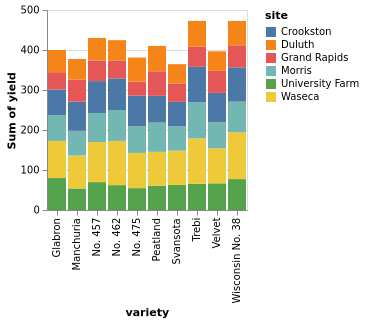 site
Crookston
Duluth
Grand Rapids
Morris
University Farm
Waseca
Sum of yield
500
400
300
200
100
0
Glabron
Manchuria
No. 457
No. 462
No. 475
Peatland
Svansota
Trebi
Velvet
Wisconsin No. 38
variety